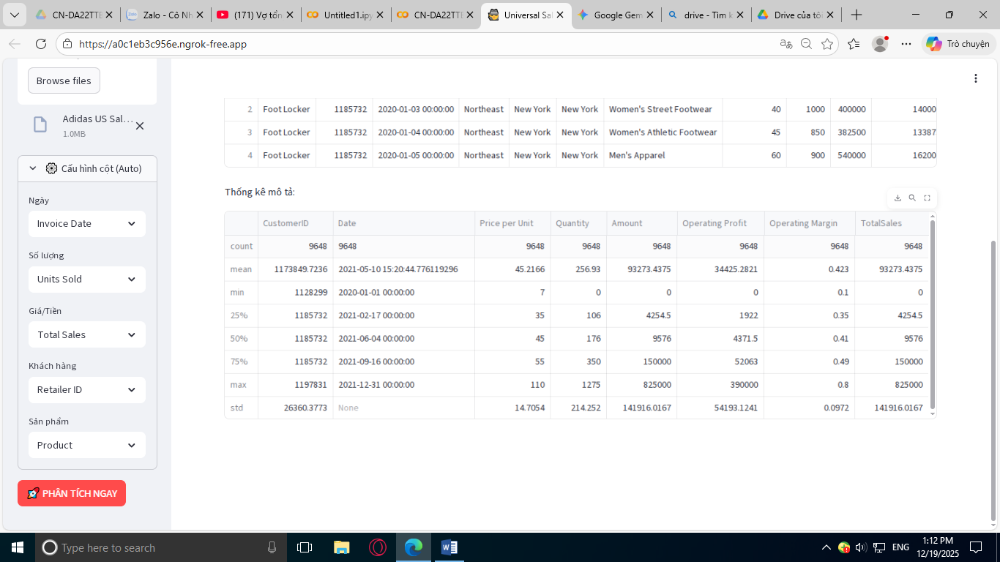 CN-DA22TTE
Zalo - Cô Nh
(171) Vợ tổn
Untitled1.ipy
CN-DA22TTE
Universal Sal
Google Gem
drive - Tìm k
Drive của tôi
https://a0c1eb3c956e.ngrok-free.app
Trò chuyện
Browse files
Adidas US Sal...
1.0MB
Cấu hình cột (Auto)
Ngày
Invoice Date
Số lượng
Units Sold
Giá/Tiền
Total Sales
Khách hàng
Retailer ID
Sản phẩm
Product
PHÂN TÍCH NGAY
2 Foot Locker 1185732 2020-01-03 00:00:00 Northeast New York New York Women's Street Footwear 40 1000 400000 14000
3 Foot Locker 1185732 2020-01-04 00:00:00 Northeast New York New York Women's Athletic Footwear 45 850 382500 13387
4 Foot Locker 1185732 2020-01-05 00:00:00 Northeast New York New York Men's Apparel 60 900 540000 16200
Thống kê mô tả:
CustomerID Date Price per Unit Quantity Amount Operating Profit Operating Margin TotalSales
count 9648 9648 9648 9648 9648 9648 9648 9648
mean 1173849.7236 2021-05-10 15:20:44.776119296 45.2166 256.93 93273.4375 34425.2821 0.423 93273.4375
min 1128299 2020-01-01 00:00:00 7 0 0 0 0.1 0
25% 1185732 2021-02-17 00:00:00 35 106 4254.5 1922 0.35 4254.5
50% 1185732 2021-06-04 00:00:00 45 176 9576 4371.5 0.41 9576
75% 1185732 2021-09-16 00:00:00 55 350 150000 52063 0.49 150000
max 1197831 2021-12-31 00:00:00 110 1275 825000 390000 0.8 825000
std 26360.3773 None 14.7054 214.252 141916.0167 54193.1241 0.0972 141916.0167
Type here to search
ENG
1:12 PM
12/19/2025